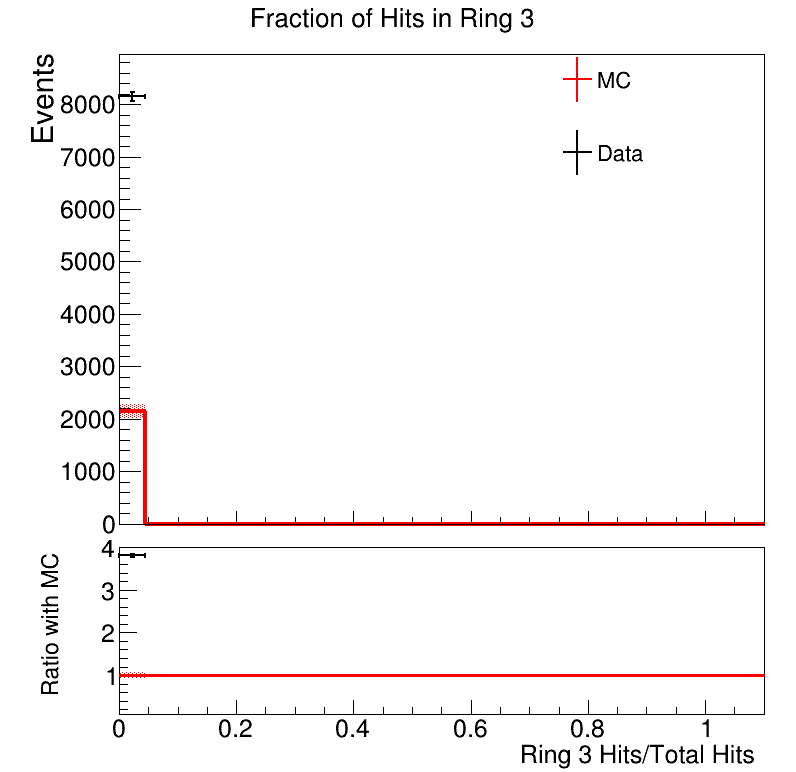 Fraction of Hits in Ring 3
Events
8000
7000
6000
5000
4000
3000
2000
1000
0
MC
Data
Ratio with MC
4
3
2
1
0 0.2 0.4 0.6 0.8 1
Ring 3 Hits/Total Hits